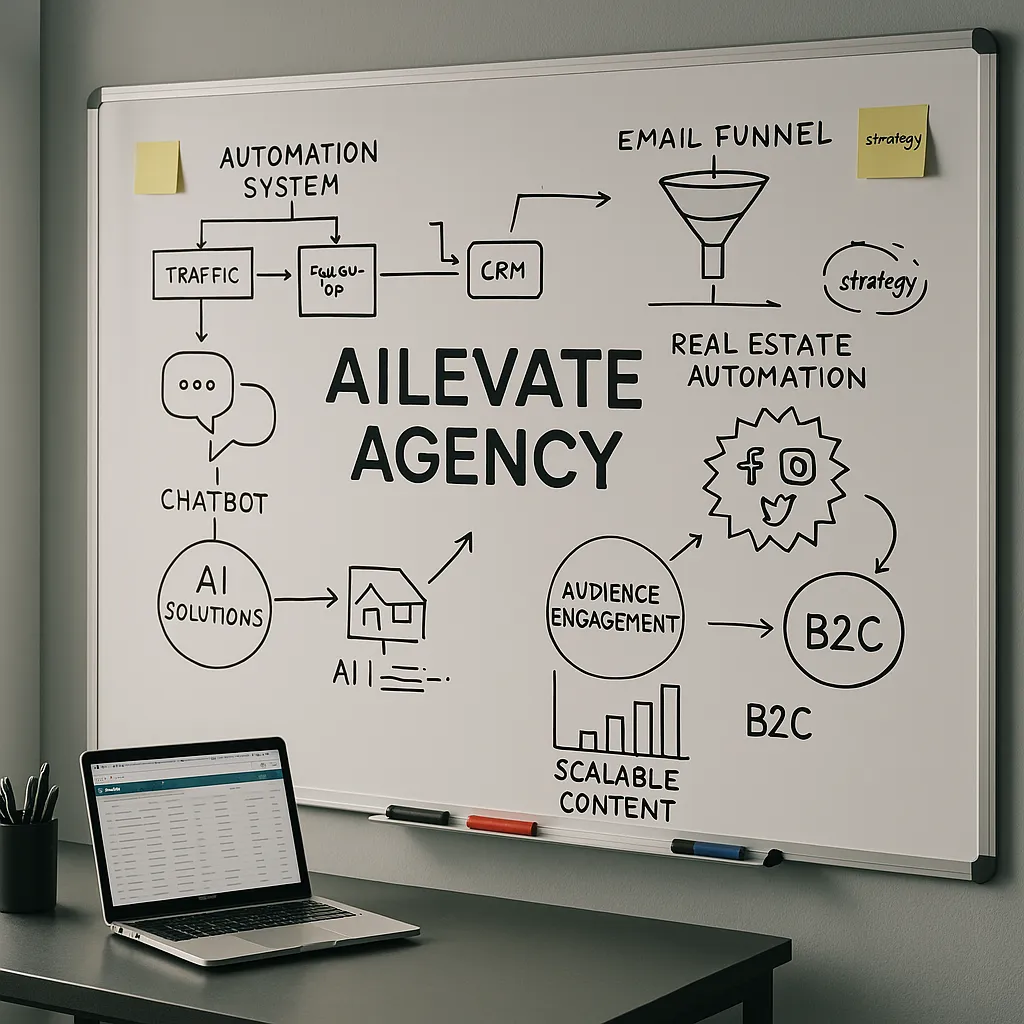 AUTOMATION
SYSTEM
EMAIL FUNNEL
strategy
TRAFFIC
CRM
strategy
REAL ESTATE
AUTOMATION
AILEVATE
AGENCY
CHATBOT
AI
SOLUTIONS
AUDIENCE
ENGAGEMENT
B2C
AI
B2C
SCALABLE
CONTENT